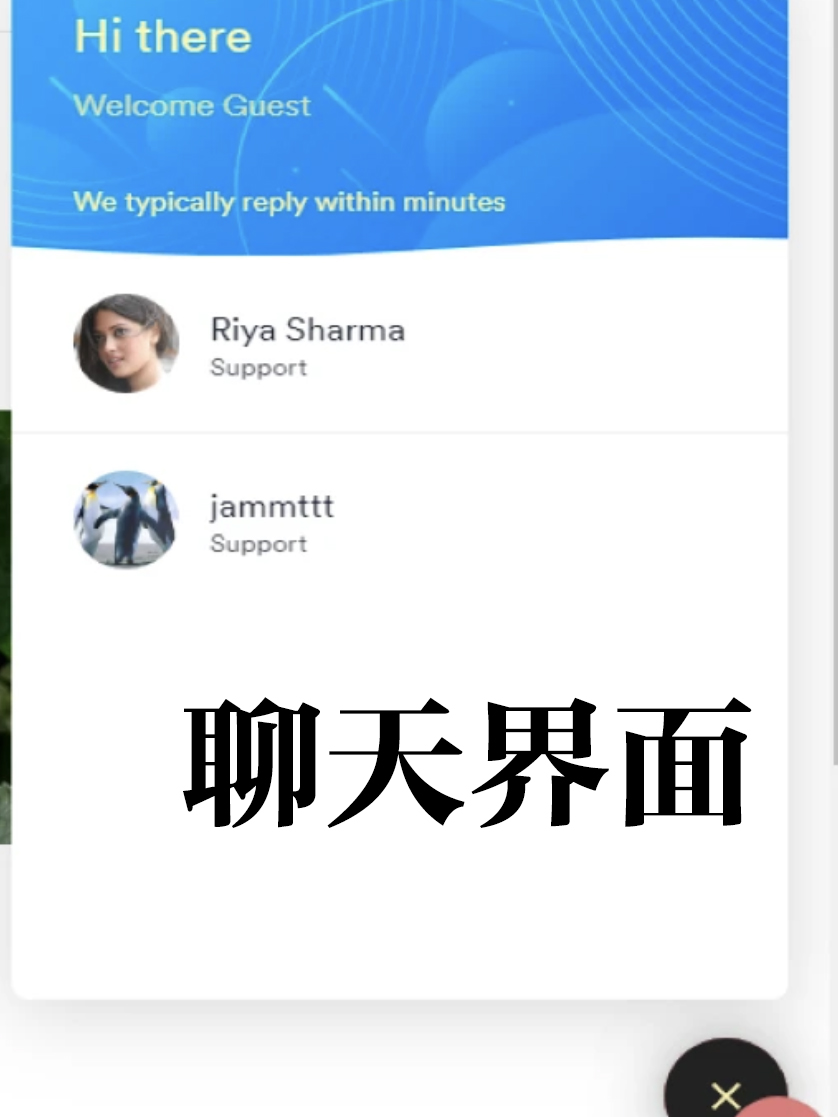 Hi there
Welcome Guest
We typically reply within minutes
Riya Sharma
Support
jammttt
Support
聊天界面